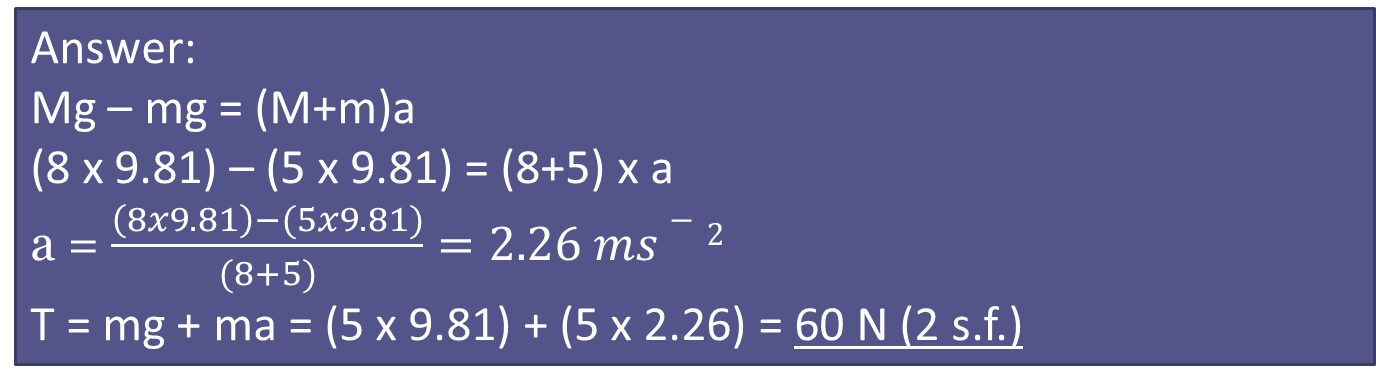 Answer:
Mg – mg = (M+m)a
(8 x 9.81) – (5 x 9.81) = (8+5) x a
a = \frac{(8x9.81)−(5x9.81)}{(8+5)} = 2.26 ms^{− 2}
T = mg + ma = (5 x 9.81) + (5 x 2.26) = 60 N (2 s.f.)